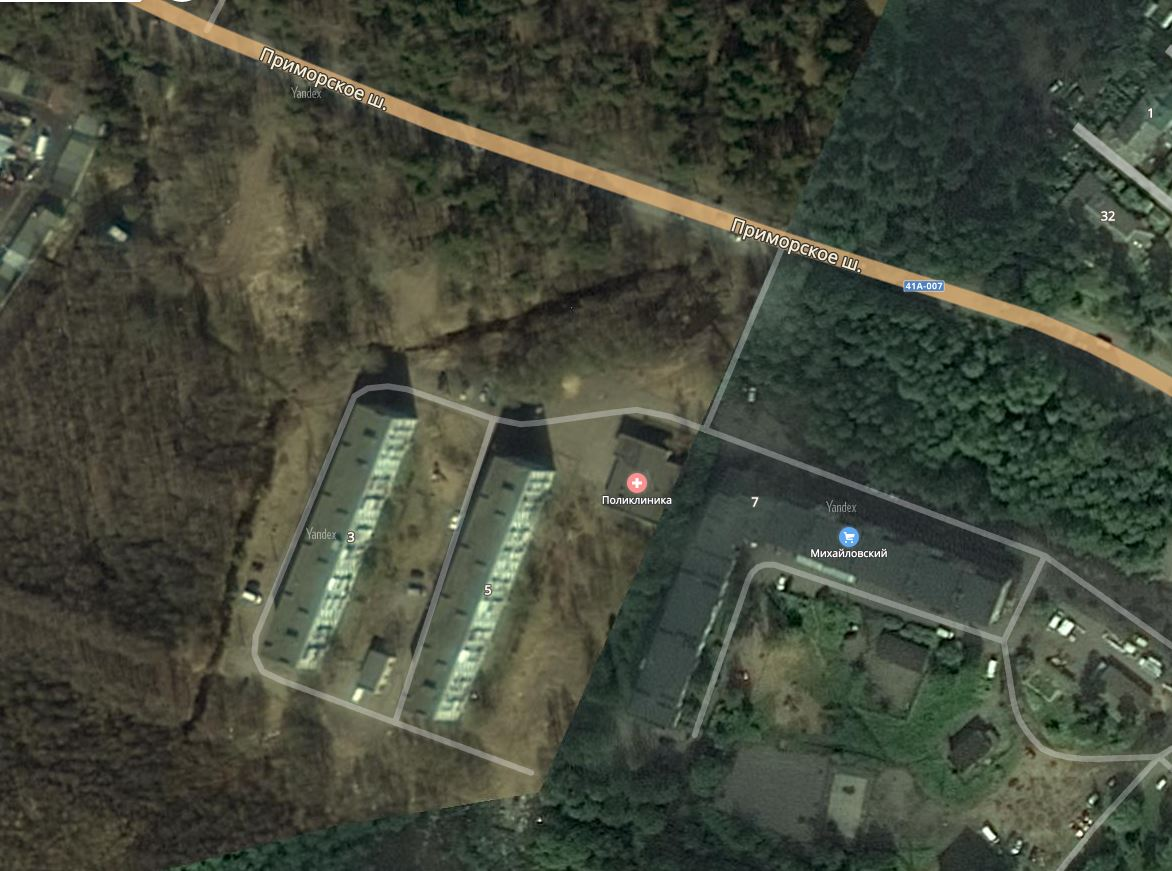 Приморское ш.
Yandex
1
32
Приморское ш.
41А-007
Поликлиника
7
Yandex
Михайловский
Yandex
3
5